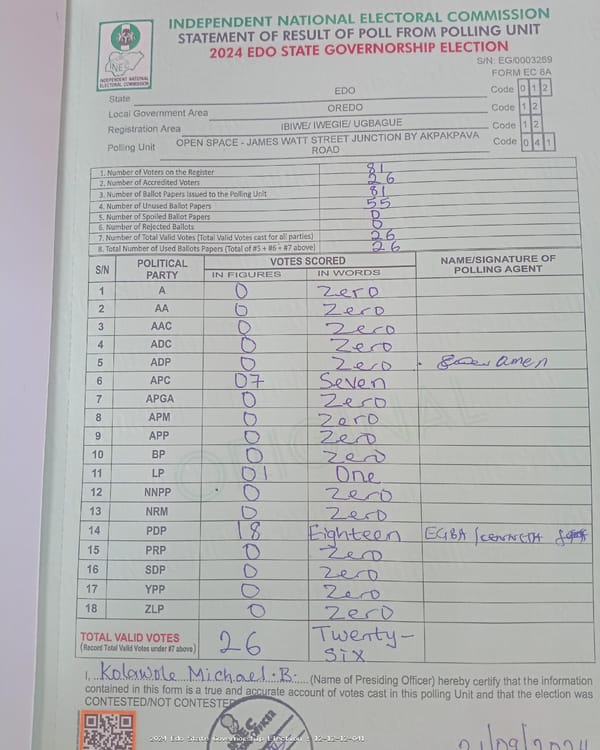 INDEPENDENT NATIONAL ELECTORAL COMMISSION
STATEMENT OF RESULT OF POLL FROM POLLING UNIT
2024 EDO STATE GOVERNORSHIP ELECTION
INDEPENDENT NATIONAL ELECTORAL COMMISSION
S/N: EG/0003269
FORM EC 8A
State EDO Code 0 1 2
Local Government Area OREDO Code 1 2
Registration Area IBIWE/ IWEGIE/ UGBAGUE Code 1 2
Polling Unit OPEN SPACE - JAMES WATT STREET JUNCTION BY AKPAKPAVA ROAD Code 0 4 1
1. Number of Voters on the Register 81
2. Number of Accredited Voters 26
3. Number of Ballot Papers Issued to the Polling Unit 81
4. Number of Unused Ballot Papers 55
5. Number of Spoiled Ballot Papers 0
6. Number of Rejected Ballots 0
7. Number of Total Valid Votes (Total Valid Votes cast for all parties) 26
8. Total Number of Used Ballots Papers (Total of #5 + #6 + #7 above) 26
S/N POLITICAL PARTY VOTES SCORED NAME/SIGNATURE OF POLLING AGENT
IN FIGURES IN WORDS
1 A 0 Zero
2 AA 0 Zero
3 AAC 0 Zero
4 ADC 0 Zero
5 ADP 0 Zero amen
6 APC 07 Seven
7 APGA 0 Zero
8 APM 0 Zero
9 APP 0 Zero
10 BP 0 Zero
11 LP 01 One
12 NNPP 0 Zero
13 NRM 0 Zero
14 PDP 18 Eighteen EGBA
15 PRP 0 Zero
16 SDP 0 Zero
17 YPP 0 Zero
18 ZLP 0 Zero
TOTAL VALID VOTES 26 Twenty-
(Record Total Valid Votes under #7 above) Six
I, Kolawole Michael .B. (Name of Presiding Officer) hereby certify that the information
contained in this form is a true and accurate account of votes cast in this polling Unit and that the election was
CONTESTED/NOT CONTESTED
2024 Edo State Governorship Election : 12-12-12-041
21/09/2024